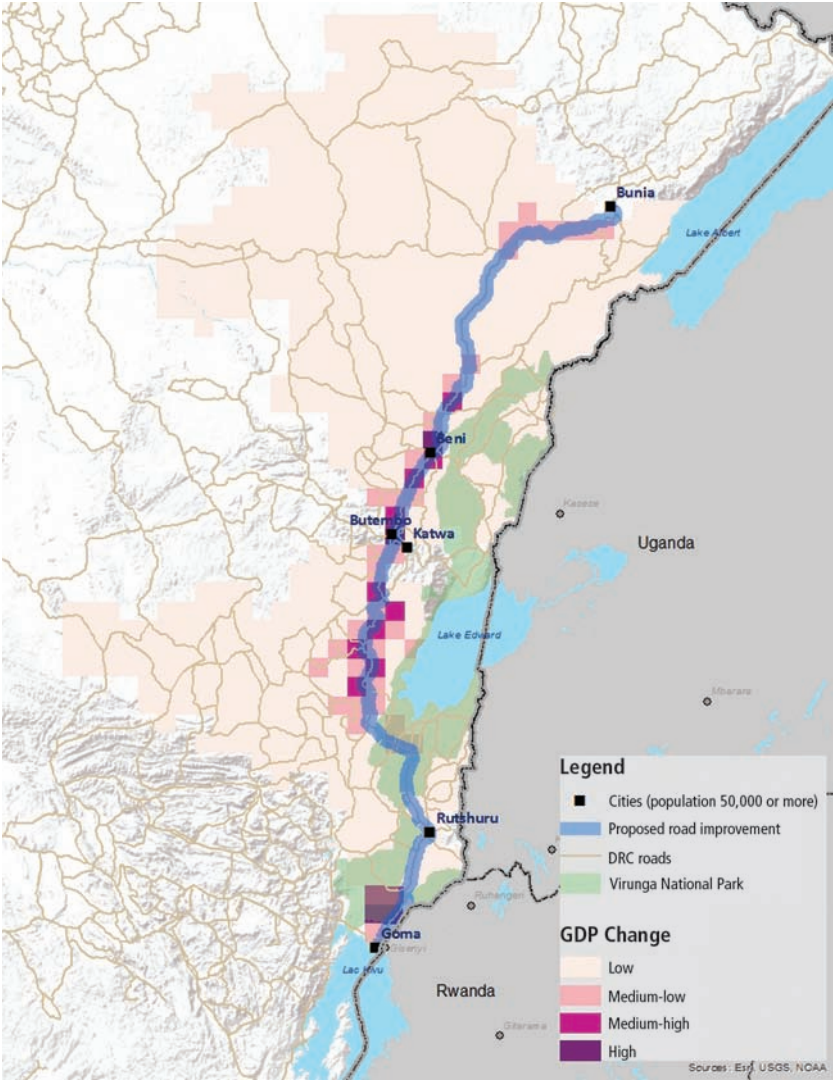 Bunia
Lake Albert
Beni
Kasese
Butembo
Katwa
Uganda
Lake Edward
Mbarara
Legend
Cities (population 50,000 or more)
Proposed road improvement
DRC roads
Virunga National Park
GDP Change
Low
Medium-low
Medium-high
High
Rutshuru
Goma
Gisenyi
Lac Kivu
Rwanda
Gitarama
Sources: Esri, USGS, NOAA